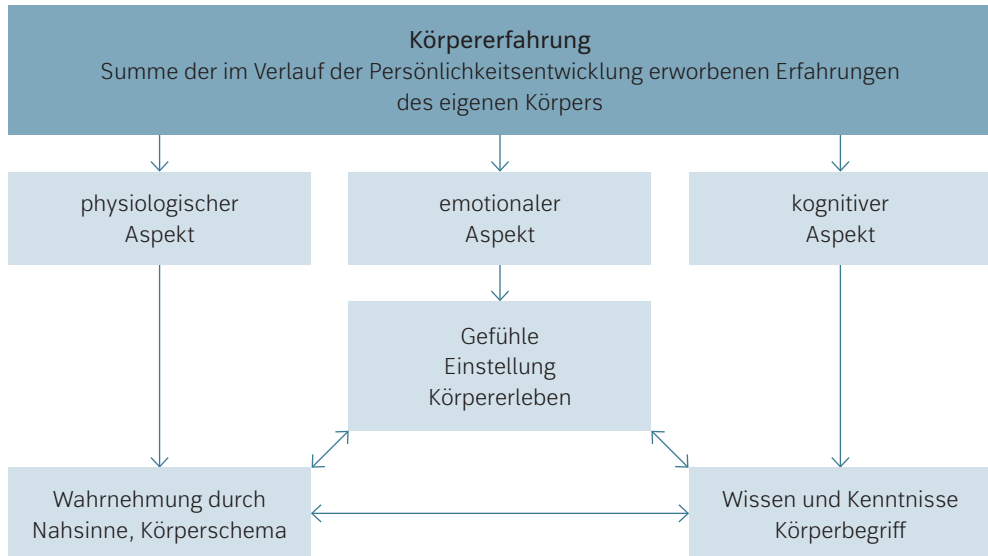 Körpererfahrung
Summe der im Verlauf der Persönlichkeitsentwicklung erworbenen Erfahrungen
des eigenen Körpers
physiologischer
Aspekt
emotionaler
Aspekt
kognitiver
Aspekt
Gefühle
Einstellung
Körpererleben
Wahrnehmung durch
Nahsinne, Körperschema
Wissen und Kenntnisse
Körperbegriff